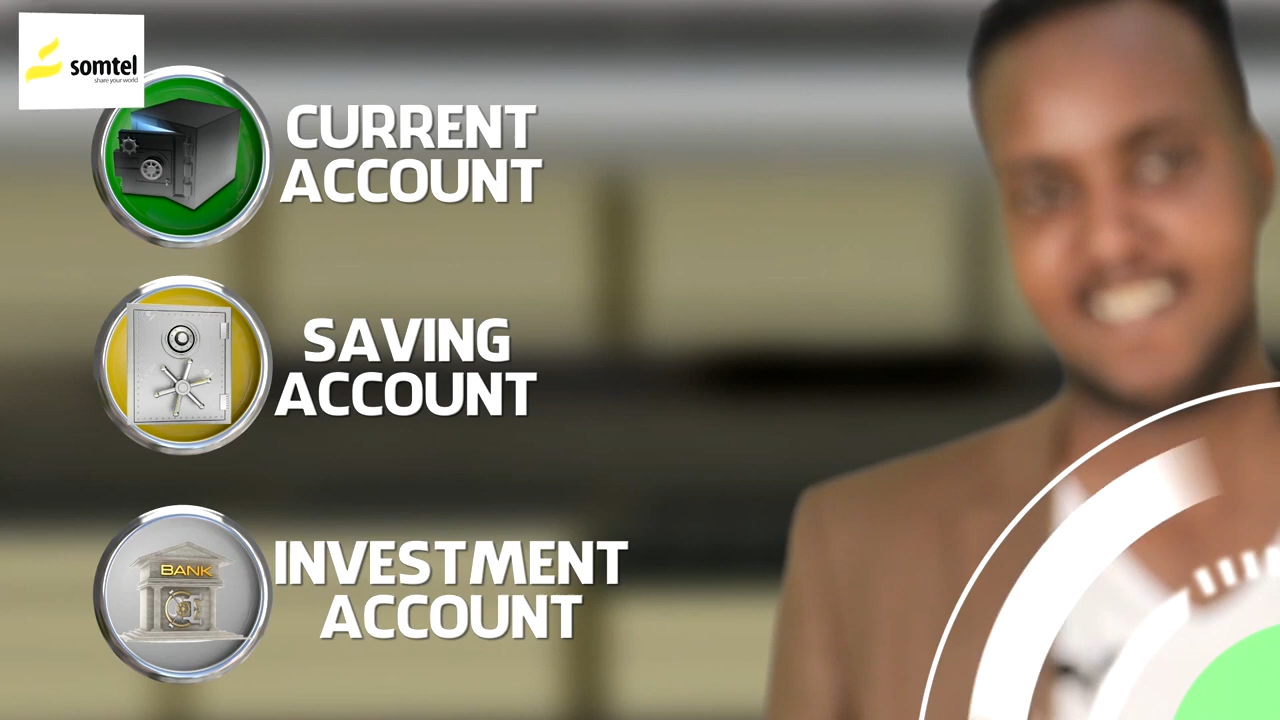 somtel
share your world
CURRENT
ACCOUNT
SAVING
ACCOUNT
INVESTMENT
ACCOUNT
BANK